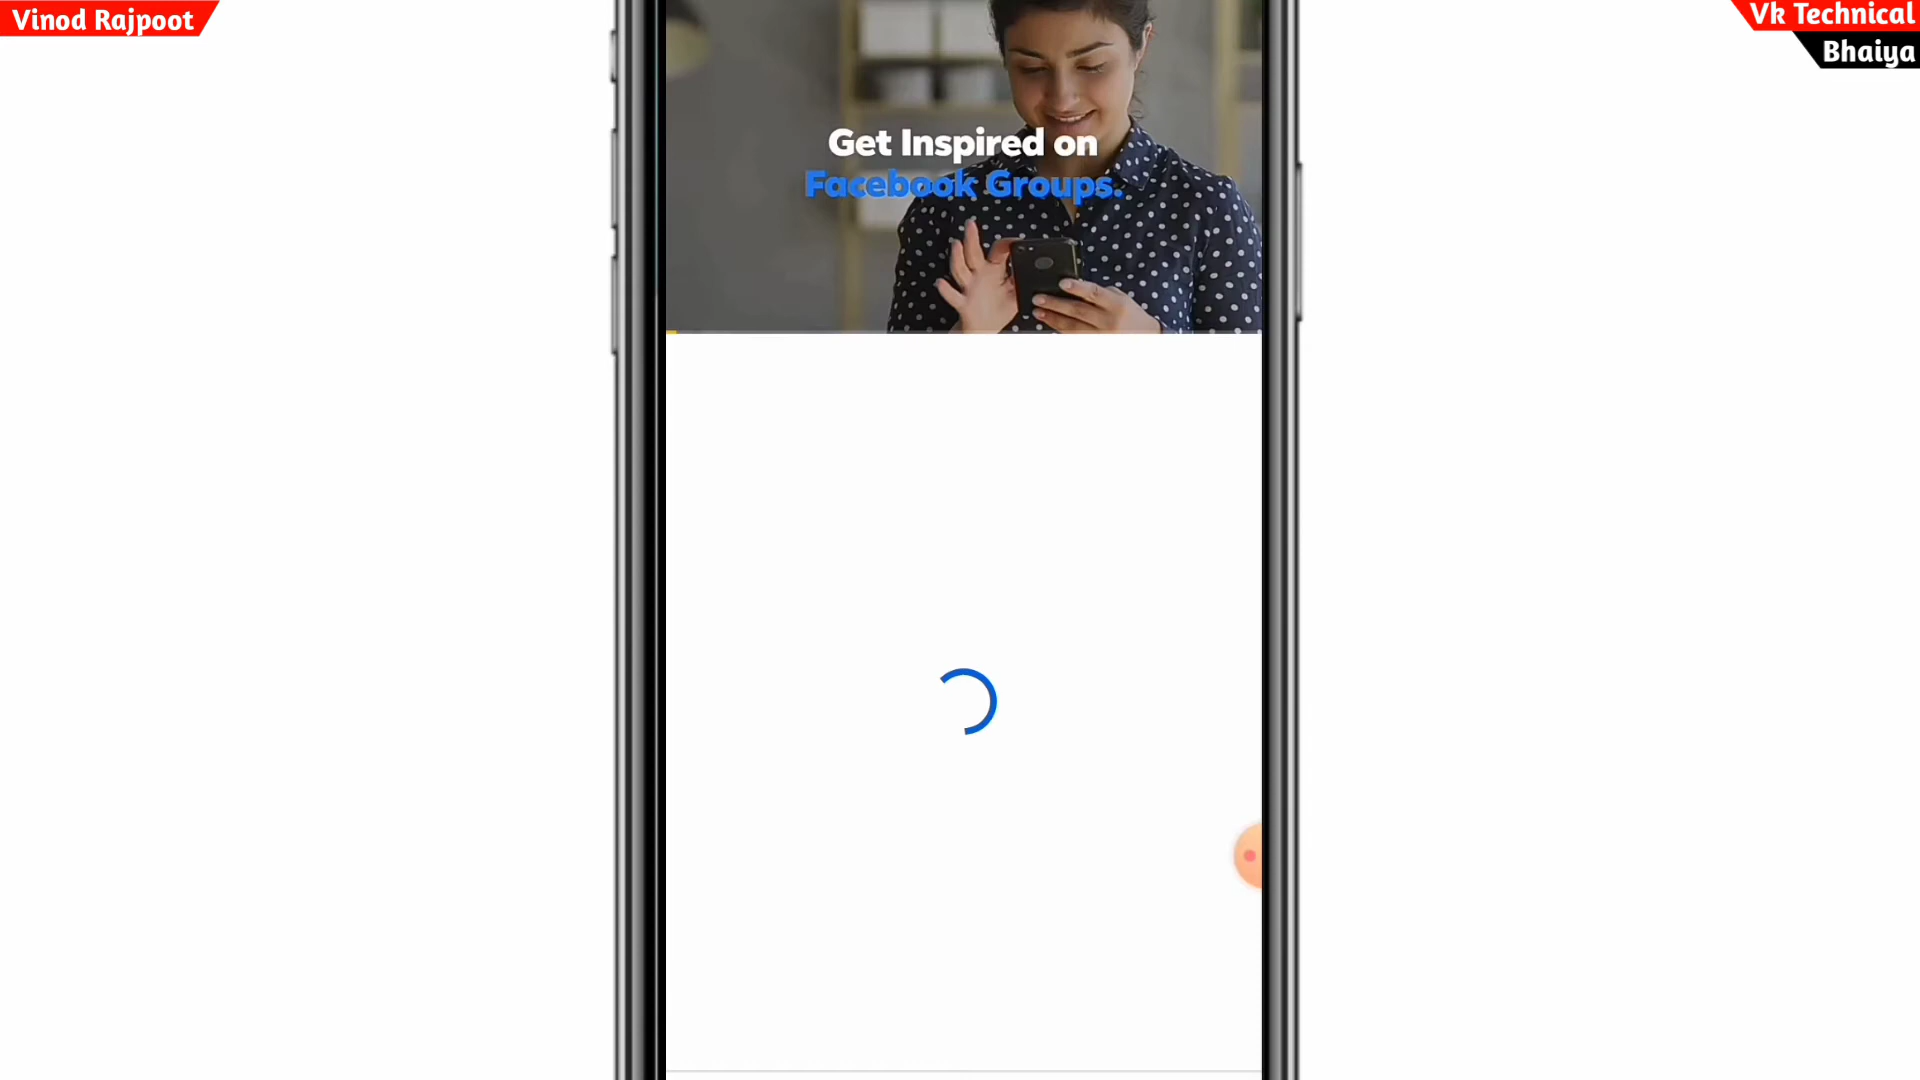 Vinod Rajpoot
Vk Technical
Bhaiya
Get Inspired on
Facebook Groups.